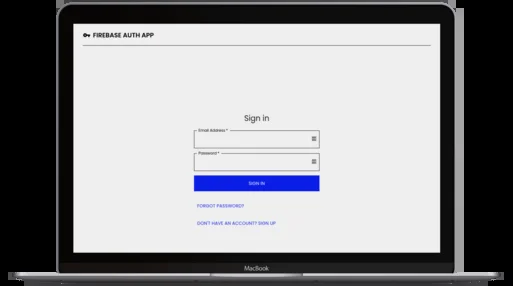 FIREBASE AUTH APP
Sign in
Email Address *
Password *
SIGN IN
FORGOT PASSWORD?
DON'T HAVE AN ACCOUNT? SIGN UP
MacBook